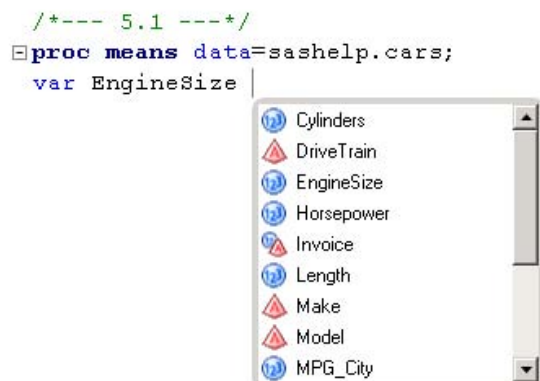 /*--- 5.1 ---*/
proc means data=sashelp.cars;
var EngineSize
Cylinders
DriveTrain
EngineSize
Horsepower
Invoice
Length
Make
Model
MPG_City